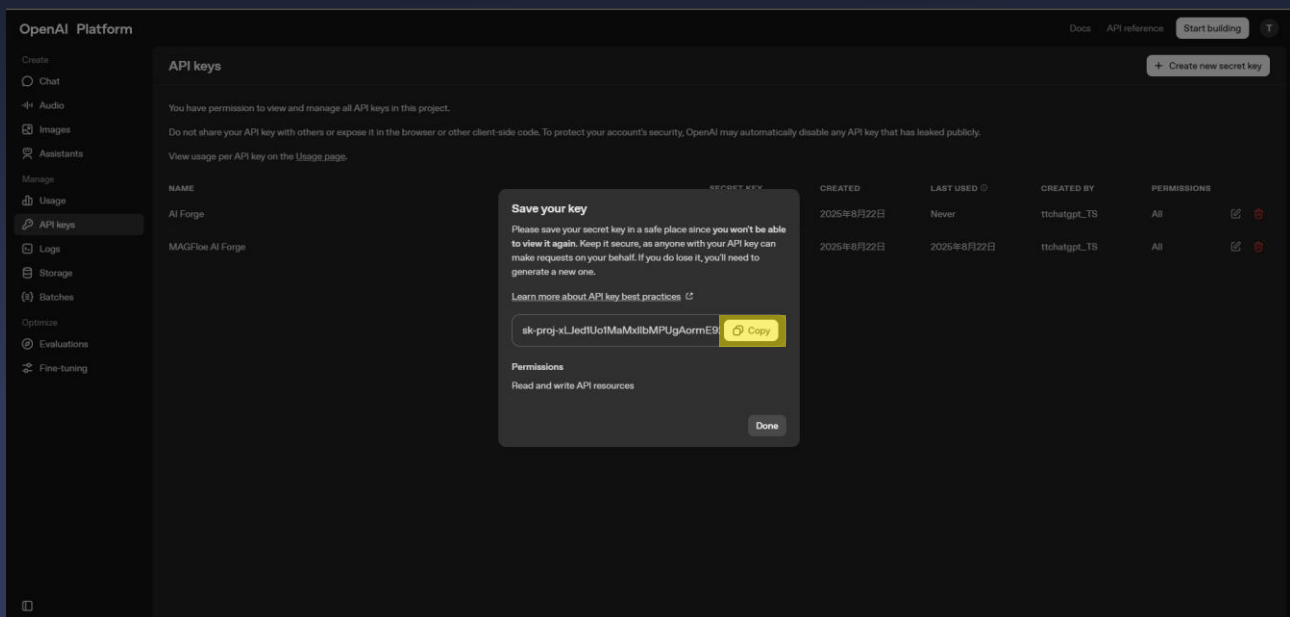 OpenAI Platform
Docs API reference Start building T
Create
Chat
Audio
Images
Assistants
Manage
Usage
API keys
Logs
Storage
Batches
Optimize
Evaluations
Fine-tuning
API keys
+ Create new secret key
You have permission to view and manage all API keys in this project.
Do not share your API key with others or expose it in the browser or other client-side code. To protect your account's security, OpenAI may automatically disable any API key that has leaked publicly.
View usage per API key on the Usage page.
NAME SECRET KEY CREATED LAST USED CREATED BY PERMISSIONS
AI Forge 2025年8月22日 Never ttchatgpt_TS All
MAGFloe AI Forge 2025年8月22日 2025年8月22日 ttchatgpt_TS All
Save your key
Please save your secret key in a safe place since you won't be able
to view it again. Keep it secure, as anyone with your API key can
make requests on your behalf. If you do lose it, you'll need to
generate a new one.
Learn more about API key best practices
Copy
Permissions
Read and write API resources
Done